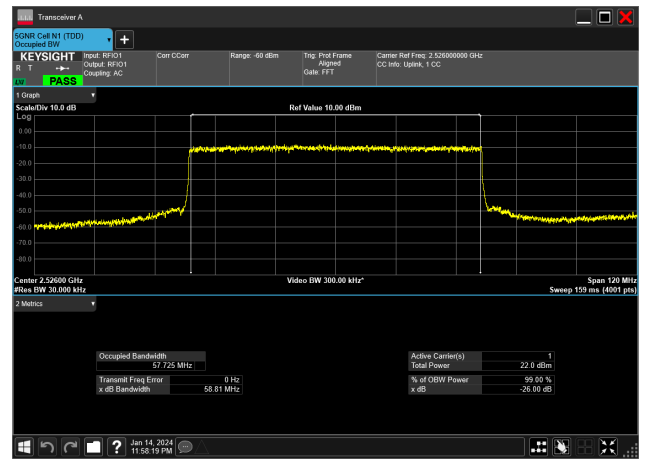 Transceiver A
5GNR Cell N1 (TDD)
Occupied BW
KEYSIGHT
R T
LW
PASS
Input: RFIO1
Output: RFIO1
Coupling: AC
Corr CCorr
Range: -60 dBm
Trig: Prot Frame
Aligned
Gate: FFT
Carrier Ref Freq: 2.526000000 GHz
CC Info: Uplink, 1 CC
1 Graph
Scale/Div 10.0 dB
Ref Value 10.00 dBm
Log
0.00
-10.0
-20.0
-30.0
-40.0
-50.0
-60.0
-70.0
-80.0
Center 2.52600 GHz
Video BW 300.00 kHz*
Span 120 MHz
#Res BW 30.000 kHz
Sweep 159 ms (4001 pts)
2 Metrics
Occupied Bandwidth
57.725 MHz
Transmit Freq Error 0 Hz
x dB Bandwidth 58.81 MHz
Active Carrier(s) 1
Total Power 22.0 dBm
% of OBW Power 99.00 %
x dB -26.00 dB
?
Jan 14, 2024
11:58:19 PM